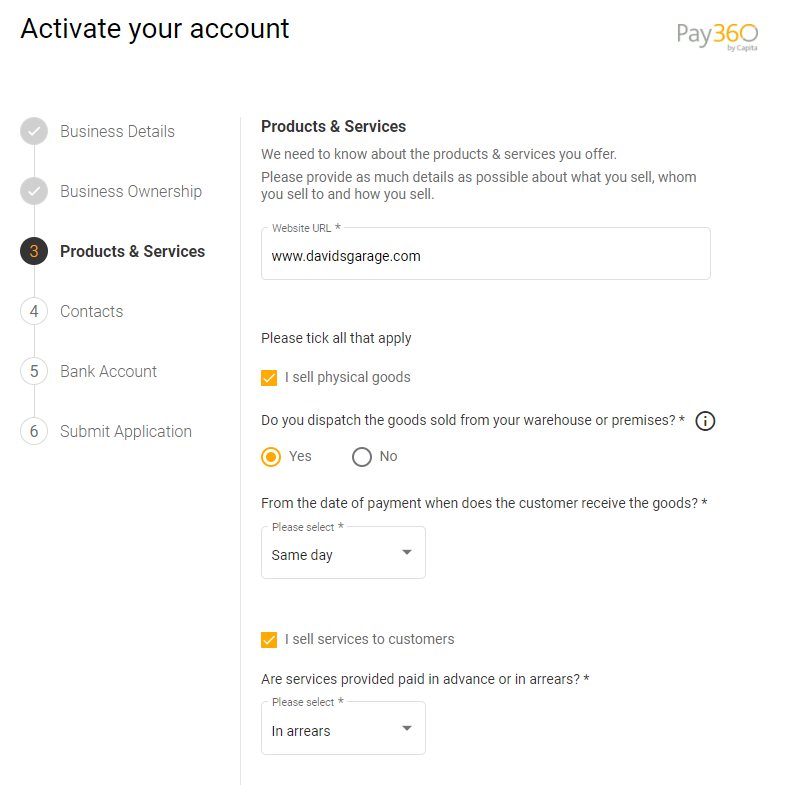 Activate your account
Pay360
by Capita
Business Details
Business Ownership
3 Products & Services
4 Contacts
5 Bank Account
6 Submit Application
Products & Services
We need to know about the products & services you offer.
Please provide as much details as possible about what you sell, whom
you sell to and how you sell.
Website URL *
www.davidsgarage.com
Please tick all that apply
I sell physical goods
Do you dispatch the goods sold from your warehouse or premises? *
Yes No
From the date of payment when does the customer receive the goods? *
Please select *
Same day
I sell services to customers
Are services provided paid in advance or in arrears? *
Please select *
In arrears